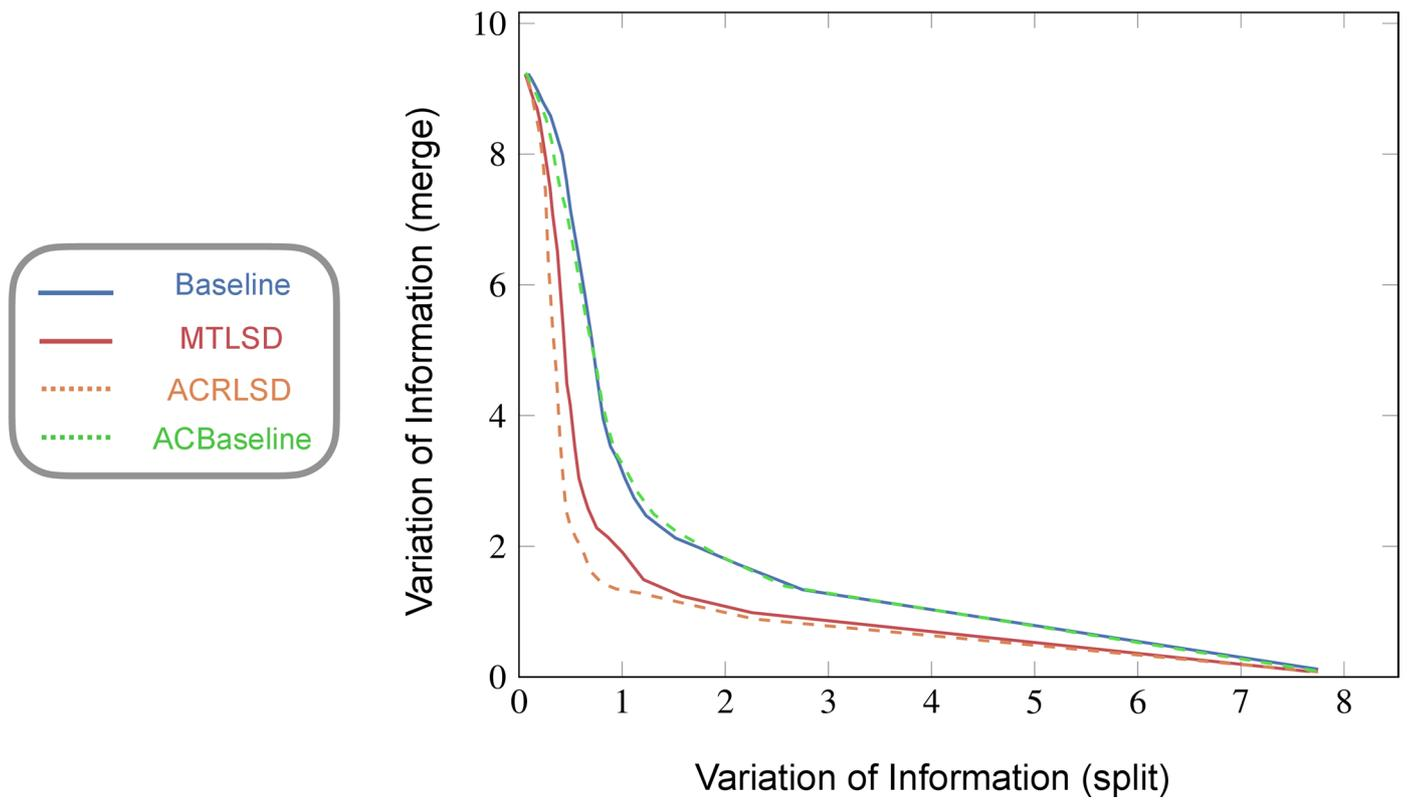 Baseline
MTLSD
ACRLSD
ACBaseline
Variation of Information (merge)
10
8
6
4
2
0
0 1 2 3 4 5 6 7 8
Variation of Information (split)